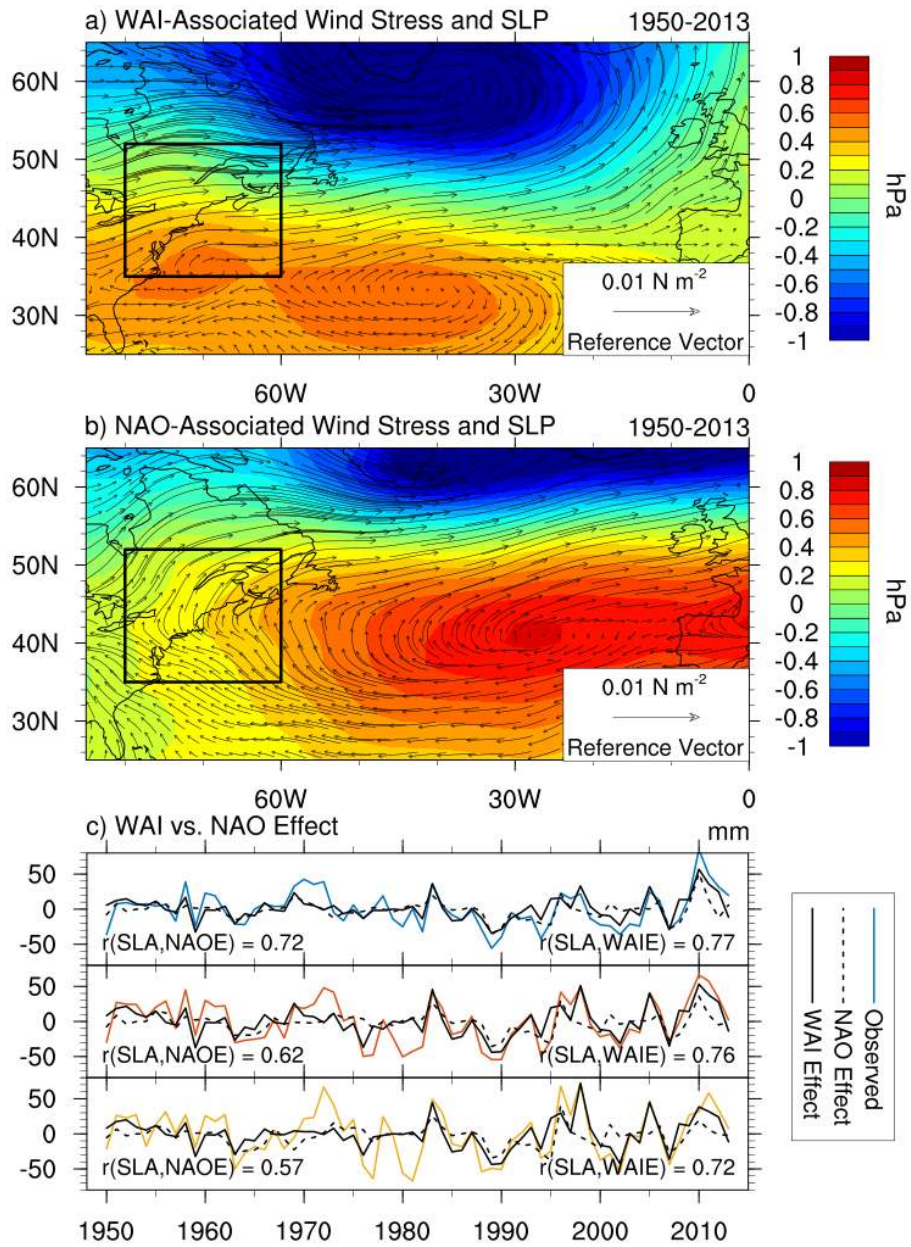 a) WAI-Associated Wind Stress and SLP 1950-2013
60N
50N
40N
30N
60W 30W 0
0.01 N m-2
Reference Vector
1
0.8
0.6
0.4
0.2
0
-0.2
-0.4
-0.6
-0.8
-1
hPa
b) NAO-Associated Wind Stress and SLP 1950-2013
60N
50N
40N
30N
60W 30W 0
0.01 N m-2
Reference Vector
1
0.8
0.6
0.4
0.2
0
-0.2
-0.4
-0.6
-0.8
-1
hPa
c) WAI vs. NAO Effect mm
50
0
-50
r(SLA,NAOE) = 0.72 r(SLA,WAIE) = 0.77
50
0
-50
r(SLA,NAOE) = 0.62 r(SLA,WAIE) = 0.76
50
0
-50
r(SLA,NAOE) = 0.57 r(SLA,WAIE) = 0.72
1950 1960 1970 1980 1990 2000 2010
Observed
NAO Effect
WAI Effect